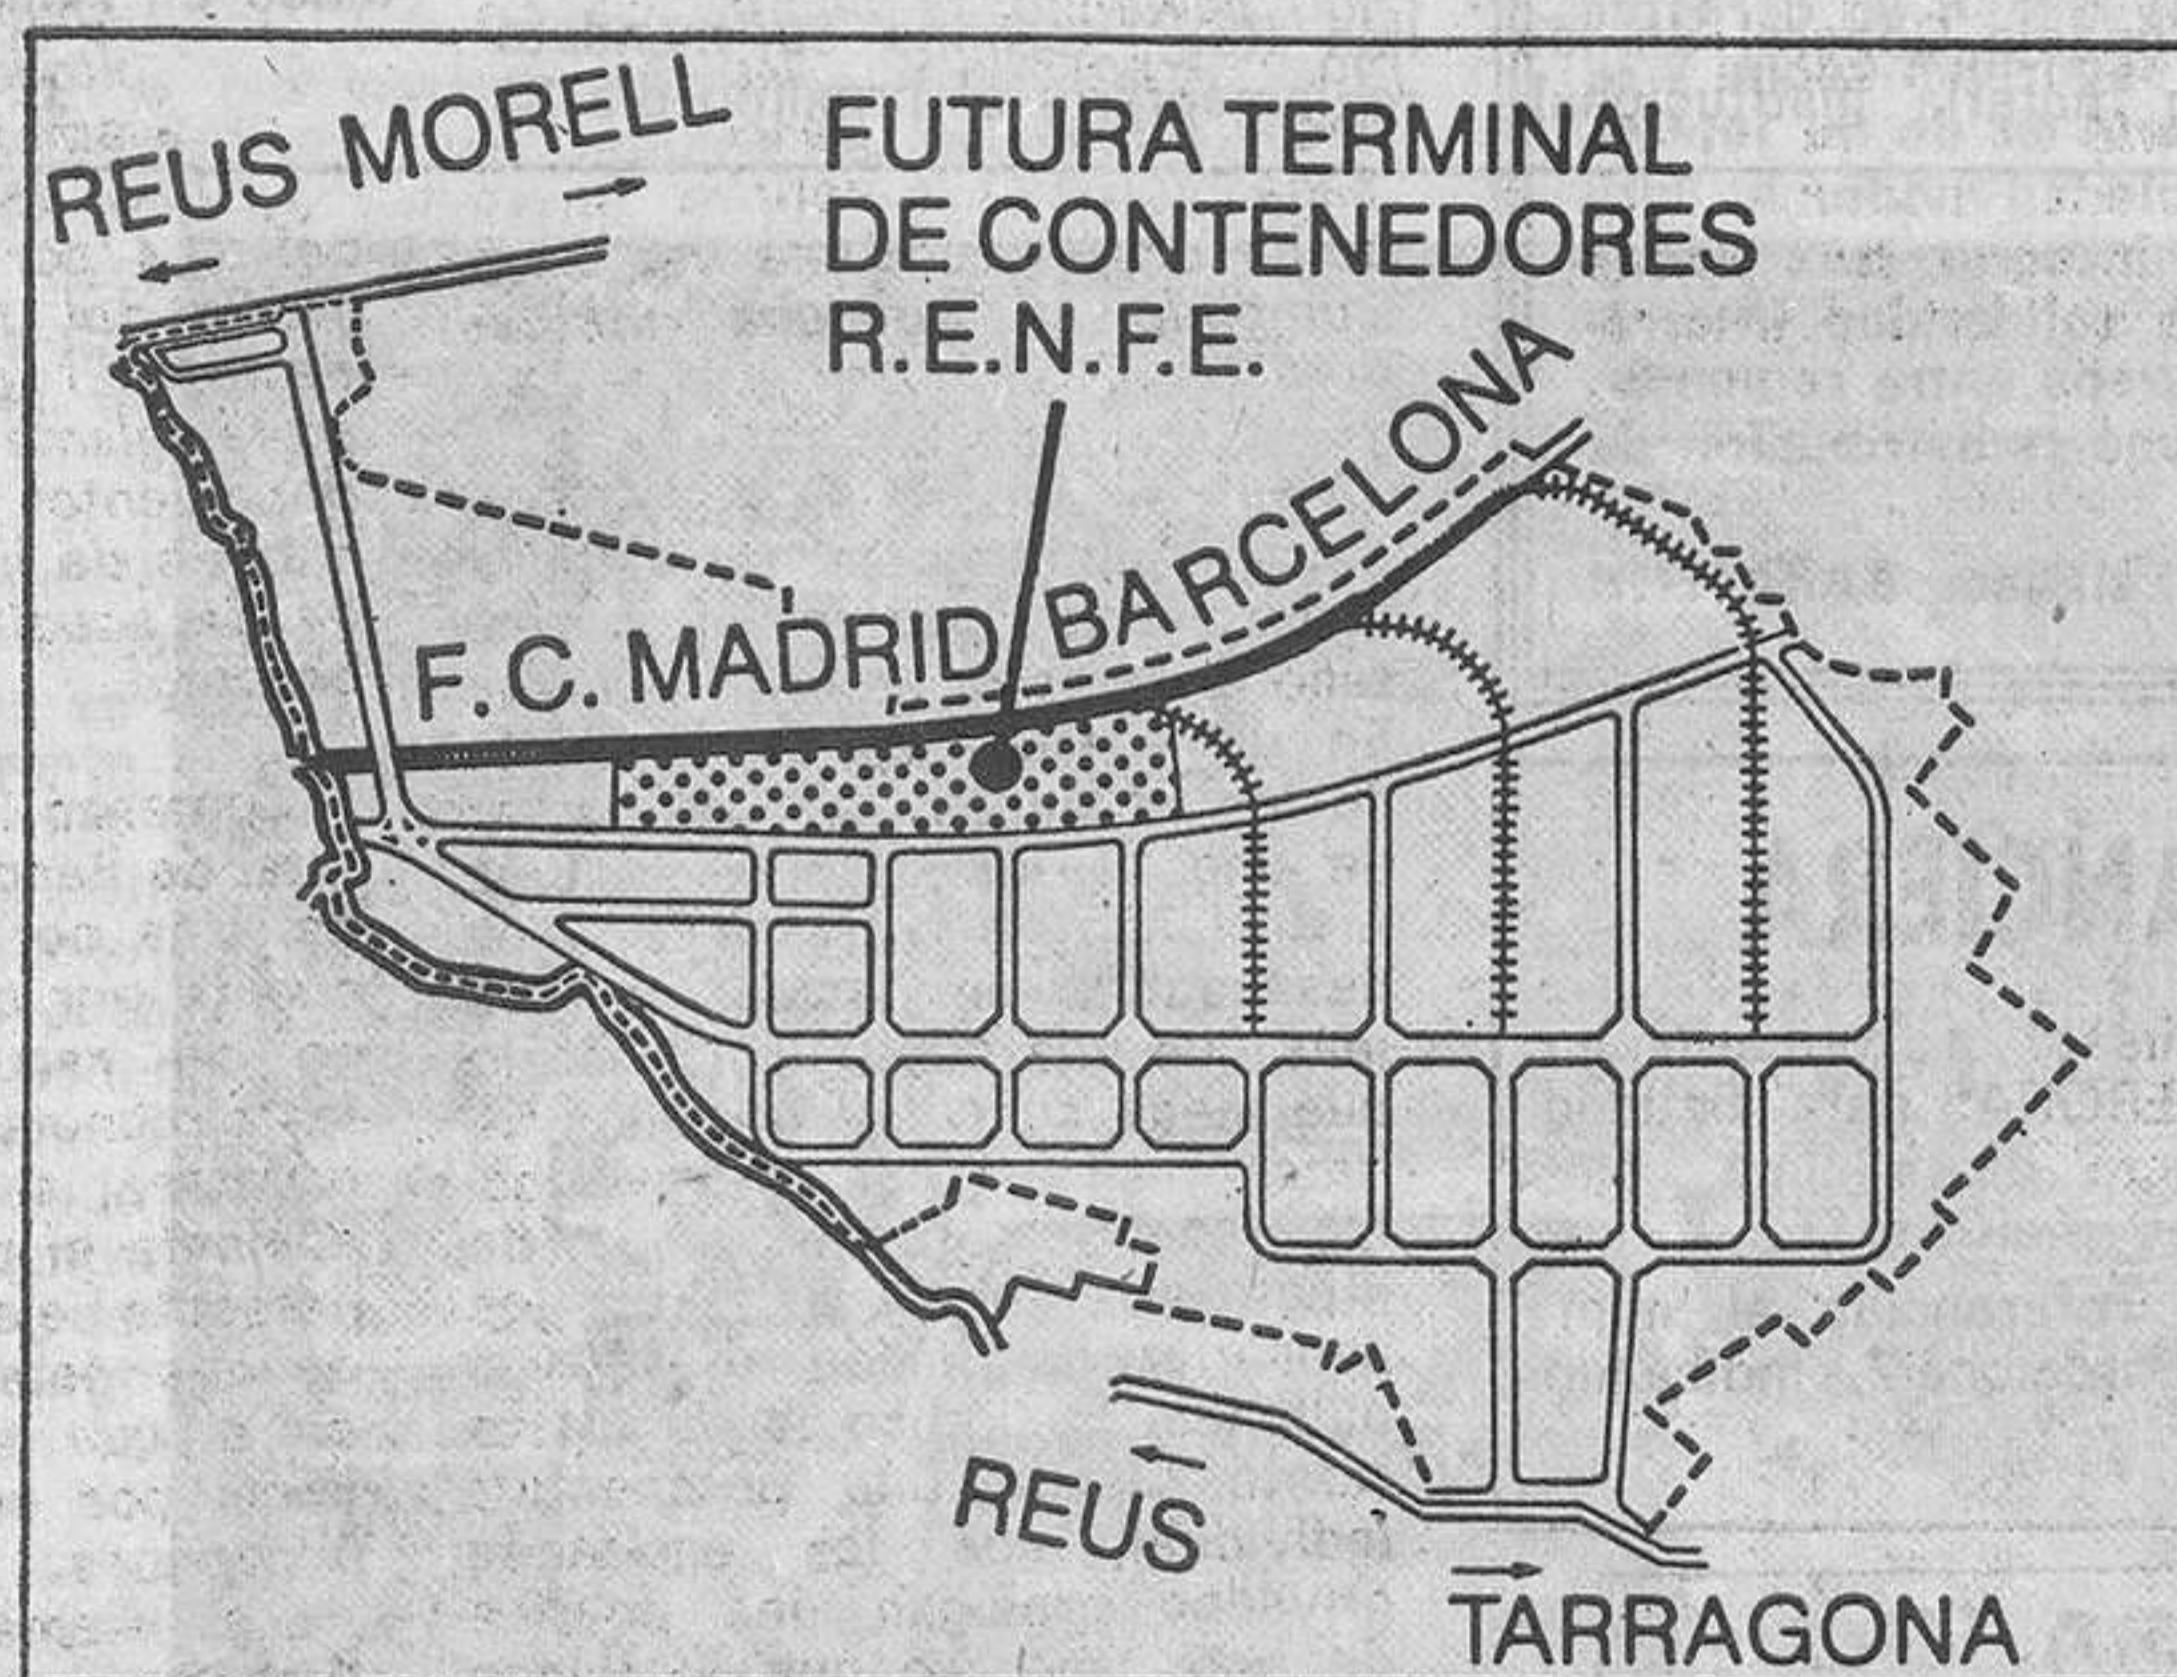 REUS MORELL
FUTURA TERMINAL
DE CONTENEDORES
R.E.N.F.E.
F.C. MADRID BARCELONA
REUS
TARRAGONA